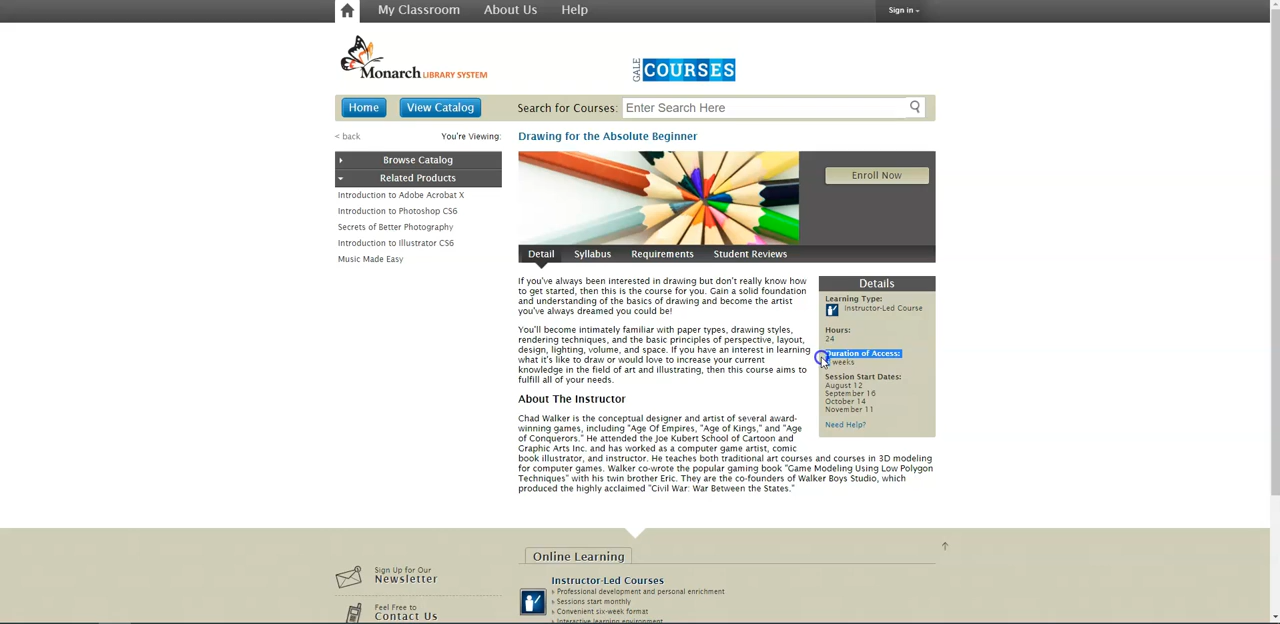 My Classroom About Us Help Sign in
Monarch LIBRARY SYSTEM
GALE COURSES
Home View Catalog Search for Courses: Enter Search Here
< back You're Viewing:
Browse Catalog
Related Products
Introduction to Adobe Acrobat X
Introduction to Photoshop CS6
Secrets of Better Photography
Introduction to Illustrator CS6
Music Made Easy
Drawing for the Absolute Beginner
Enroll Now
Detail Syllabus Requirements Student Reviews
If you've always been interested in drawing but don't really know how
to get started, then this is the course for you. Gain a solid foundation
and understanding of the basics of drawing and become the artist
you've always dreamed you could be!
You'll become intimately familiar with paper types, drawing styles,
rendering techniques, and the basic principles of perspective, layout,
design, lighting, volume, and space. If you have an interest in learning
what it's like to draw or would love to increase your current
knowledge in the field of art and illustrating, then this course aims to
fulfill all of your needs.
About The Instructor
Chad Walker is the conceptual designer and artist of several award-
winning games, including "Age Of Empires, "Age of Kings," and "Age
of Conquerors." He attended the Joe Kubert School of Cartoon and
Graphic Arts Inc. and has worked as a computer game artist, comic
book illustrator, and instructor. He teaches both traditional art courses and courses in 3D modeling
for computer games. Walker co-wrote the popular gaming book "Game Modeling Using Low Polygon
Techniques" with his twin brother Eric. They are the co-founders of Walker Boys Studio, which
produced the highly acclaimed "Civil War: War Between the States."
Details
Learning Type:
Instructor-Led Course
Hours:
24
Duration of Access:
weeks
Session Start Dates:
August 12
September 16
October 14
November 11
Need Help?
Sign Up for Our
Newsletter
Feel Free to
Contact Us
Online Learning
Instructor-Led Courses
Professional development and personal enrichment
Sessions start monthly
Convenient six-week format
Interactive learning environment